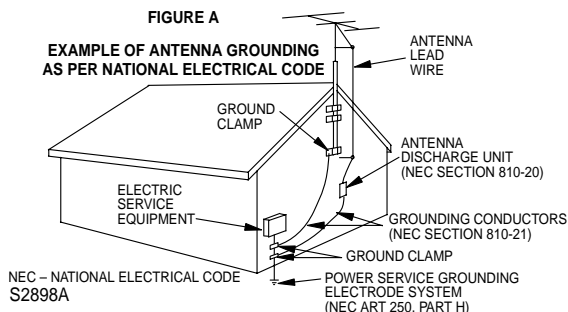 FIGURE A
EXAMPLE OF ANTENNA GROUNDING
AS PER NATIONAL ELECTRICAL CODE
ANTENNA
LEAD
WIRE
GROUND
CLAMP
ANTENNA
DISCHARGE UNIT
(NEC SECTION 810-20)
ELECTRIC
SERVICE
EQUIPMENT
GROUNDING CONDUCTORS
(NEC SECTION 810-21)
GROUND CLAMP
POWER SERVICE GROUNDING
ELECTRODE SYSTEM
(NEC ART 250, PART H)
NEC – NATIONAL ELECTRICAL CODE
S2898A